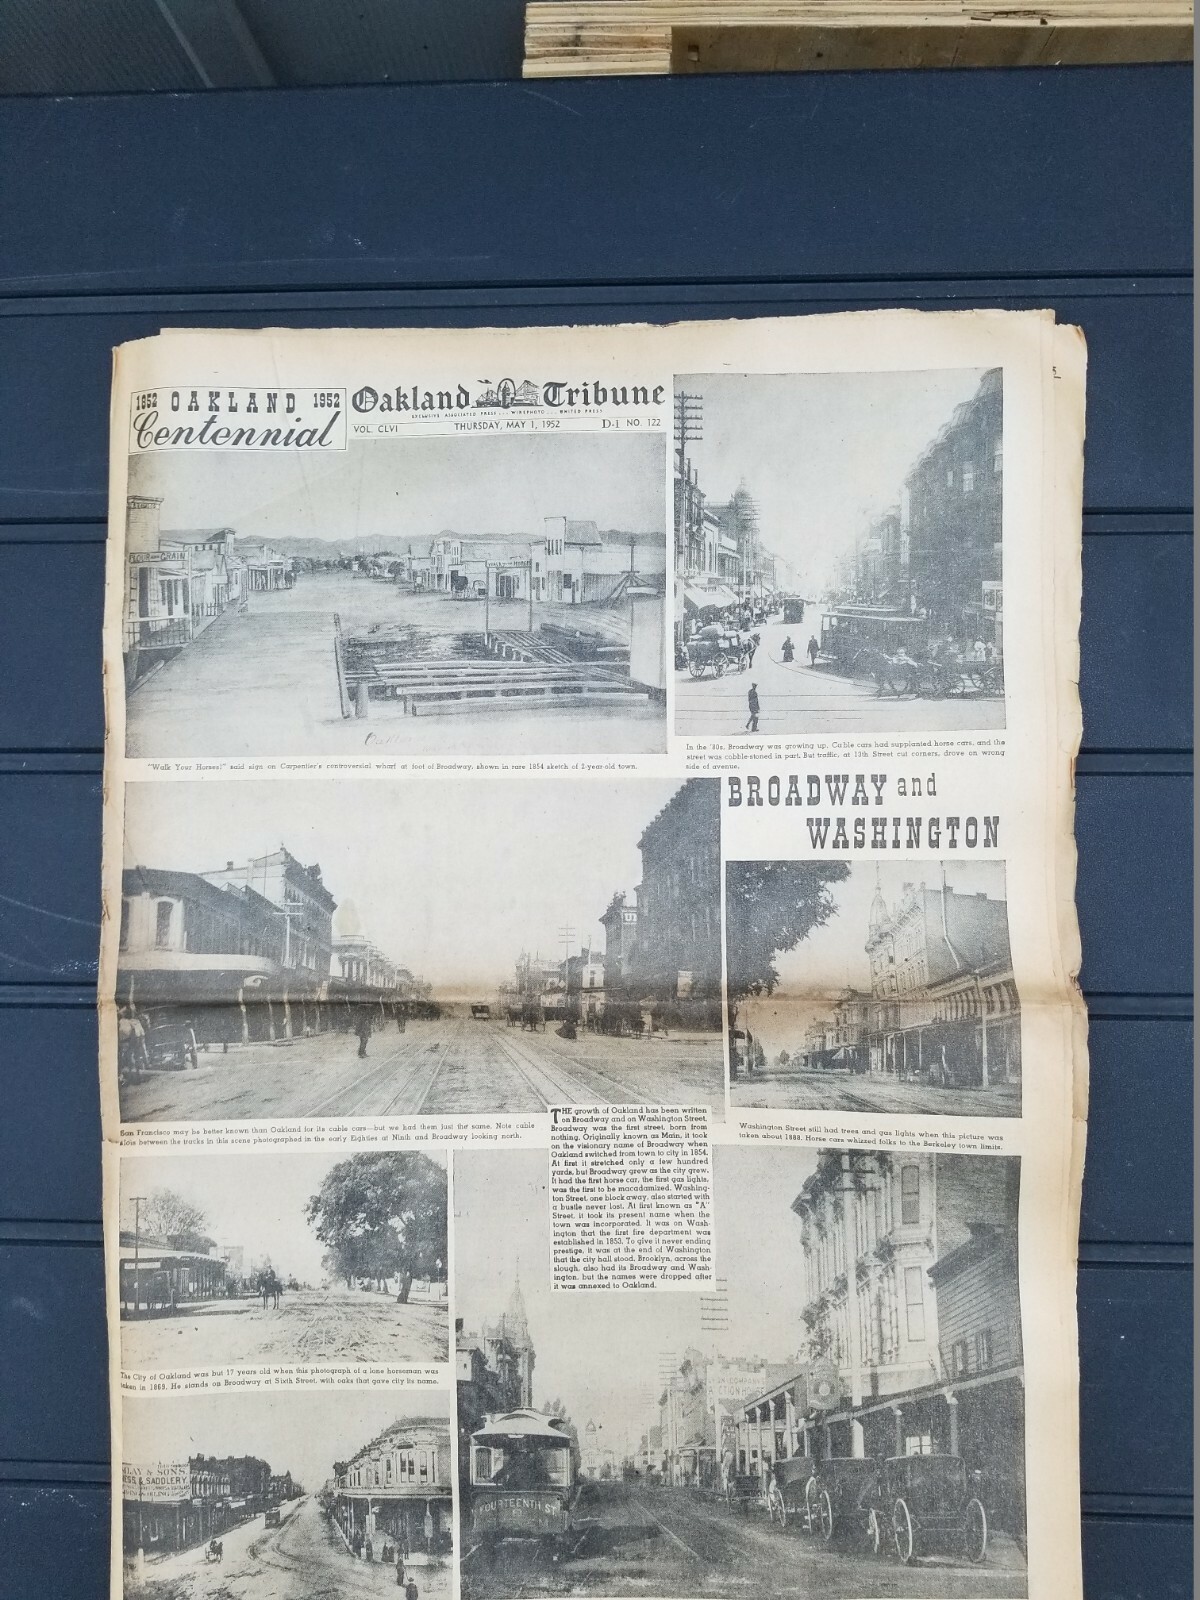 1852 OAKLAND 1952
Centennial
Oakland Tribune
EXCLUSIVE ASSOCIATED PRESS . . . WIREPHOTO . . . UNITED PRESS
VOL. CLVI THURSDAY, MAY 1, 1952 D-1 NO. 122
FLOUR AND GRAIN
"Walk Your Horses!" said sign on Carpentier's controversial wharf at foot of Broadway, shown in rare 1854 sketch of 2-year-old town.
In the '80s, Broadway was growing up. Cable cars had supplanted horse cars, and the
street was cobble-stoned in part. But traffic, at 10th Street cut corners, drove on wrong
side of avenue.
BROADWAY and
WASHINGTON
San Francisco may be better known than Oakland for its cable cars—but we had them just the same. Note cable
slots between the tracks in this scene photographed in the early Eighties at Ninth and Broadway looking north.
Washington Street still had trees and gas lights when this picture was
taken about 1888. Horse cars whizzed folks to the Berkeley town limits.
THE growth of Oakland has been written
on Broadway and on Washington Street.
Broadway was the first street, born from
nothing. Originally known as Main, it took
on the visionary name of Broadway when
Oakland switched from town to city in 1854.
At first it stretched only a few hundred
yards, but Broadway grew as the city grew.
It had the first horse car, the first gas lights,
was the first to be macadamized. Washing-
ton Street, one block away, also started with
a bustle never lost. At first known as "A"
Street, it took its present name when the
town was incorporated. It was on Wash-
ington that the first fire department was
established in 1853. To give it never ending
prestige, it was at the end of Washington
that the city hall stood. Brooklyn, across the
slough, also had its Broadway and Wash-
ington, but the names were dropped after
it was annexed to Oakland.
The City of Oakland was but 17 years old when this photograph of a lone horseman was
taken in 1869. He stands on Broadway at Sixth Street, with oaks that gave city its name.
& SONS
& SADDLERY
FOURTEENTH ST.